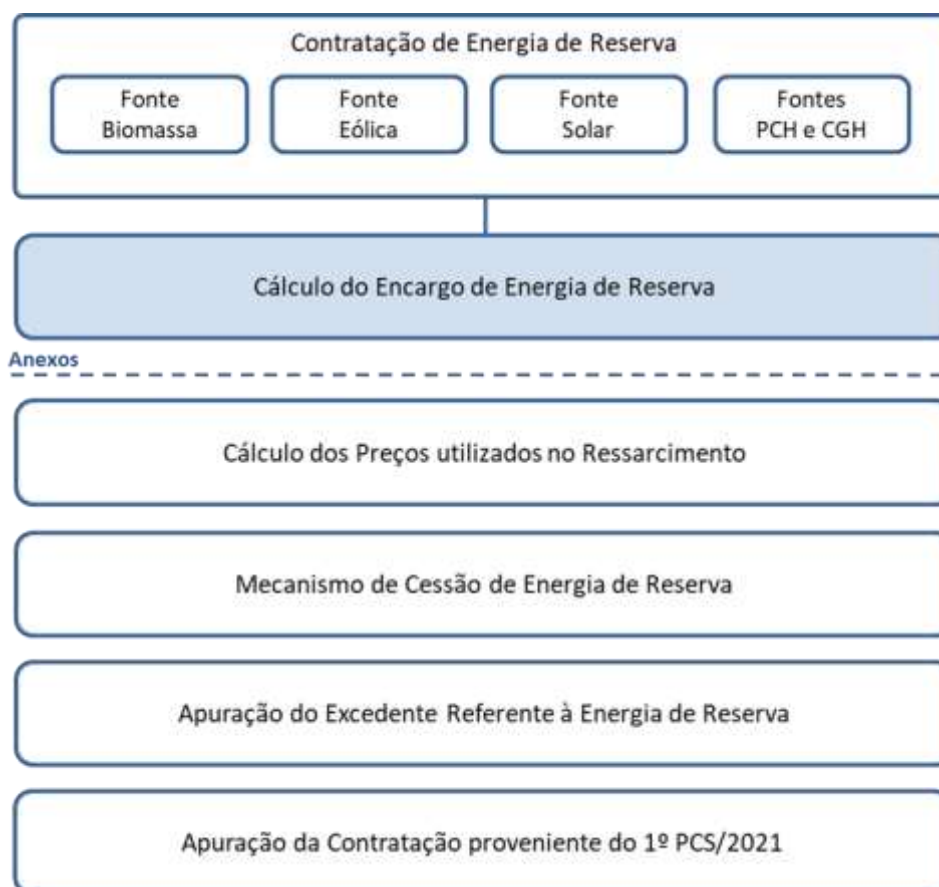 Contratação de Energia de Reserva
Fonte
Biomassa
Fonte
Eólica
Fonte
Solar
Fontes
PCH e CGH
Cálculo do Encargo de Energia de Reserva
Anexos
Cálculo dos Preços utilizados no Ressarcimento
Mecanismo de Cessão de Energia de Reserva
Apuração do Excedente Referente à Energia de Reserva
Apuração da Contratação proveniente do 1º PCS/2021